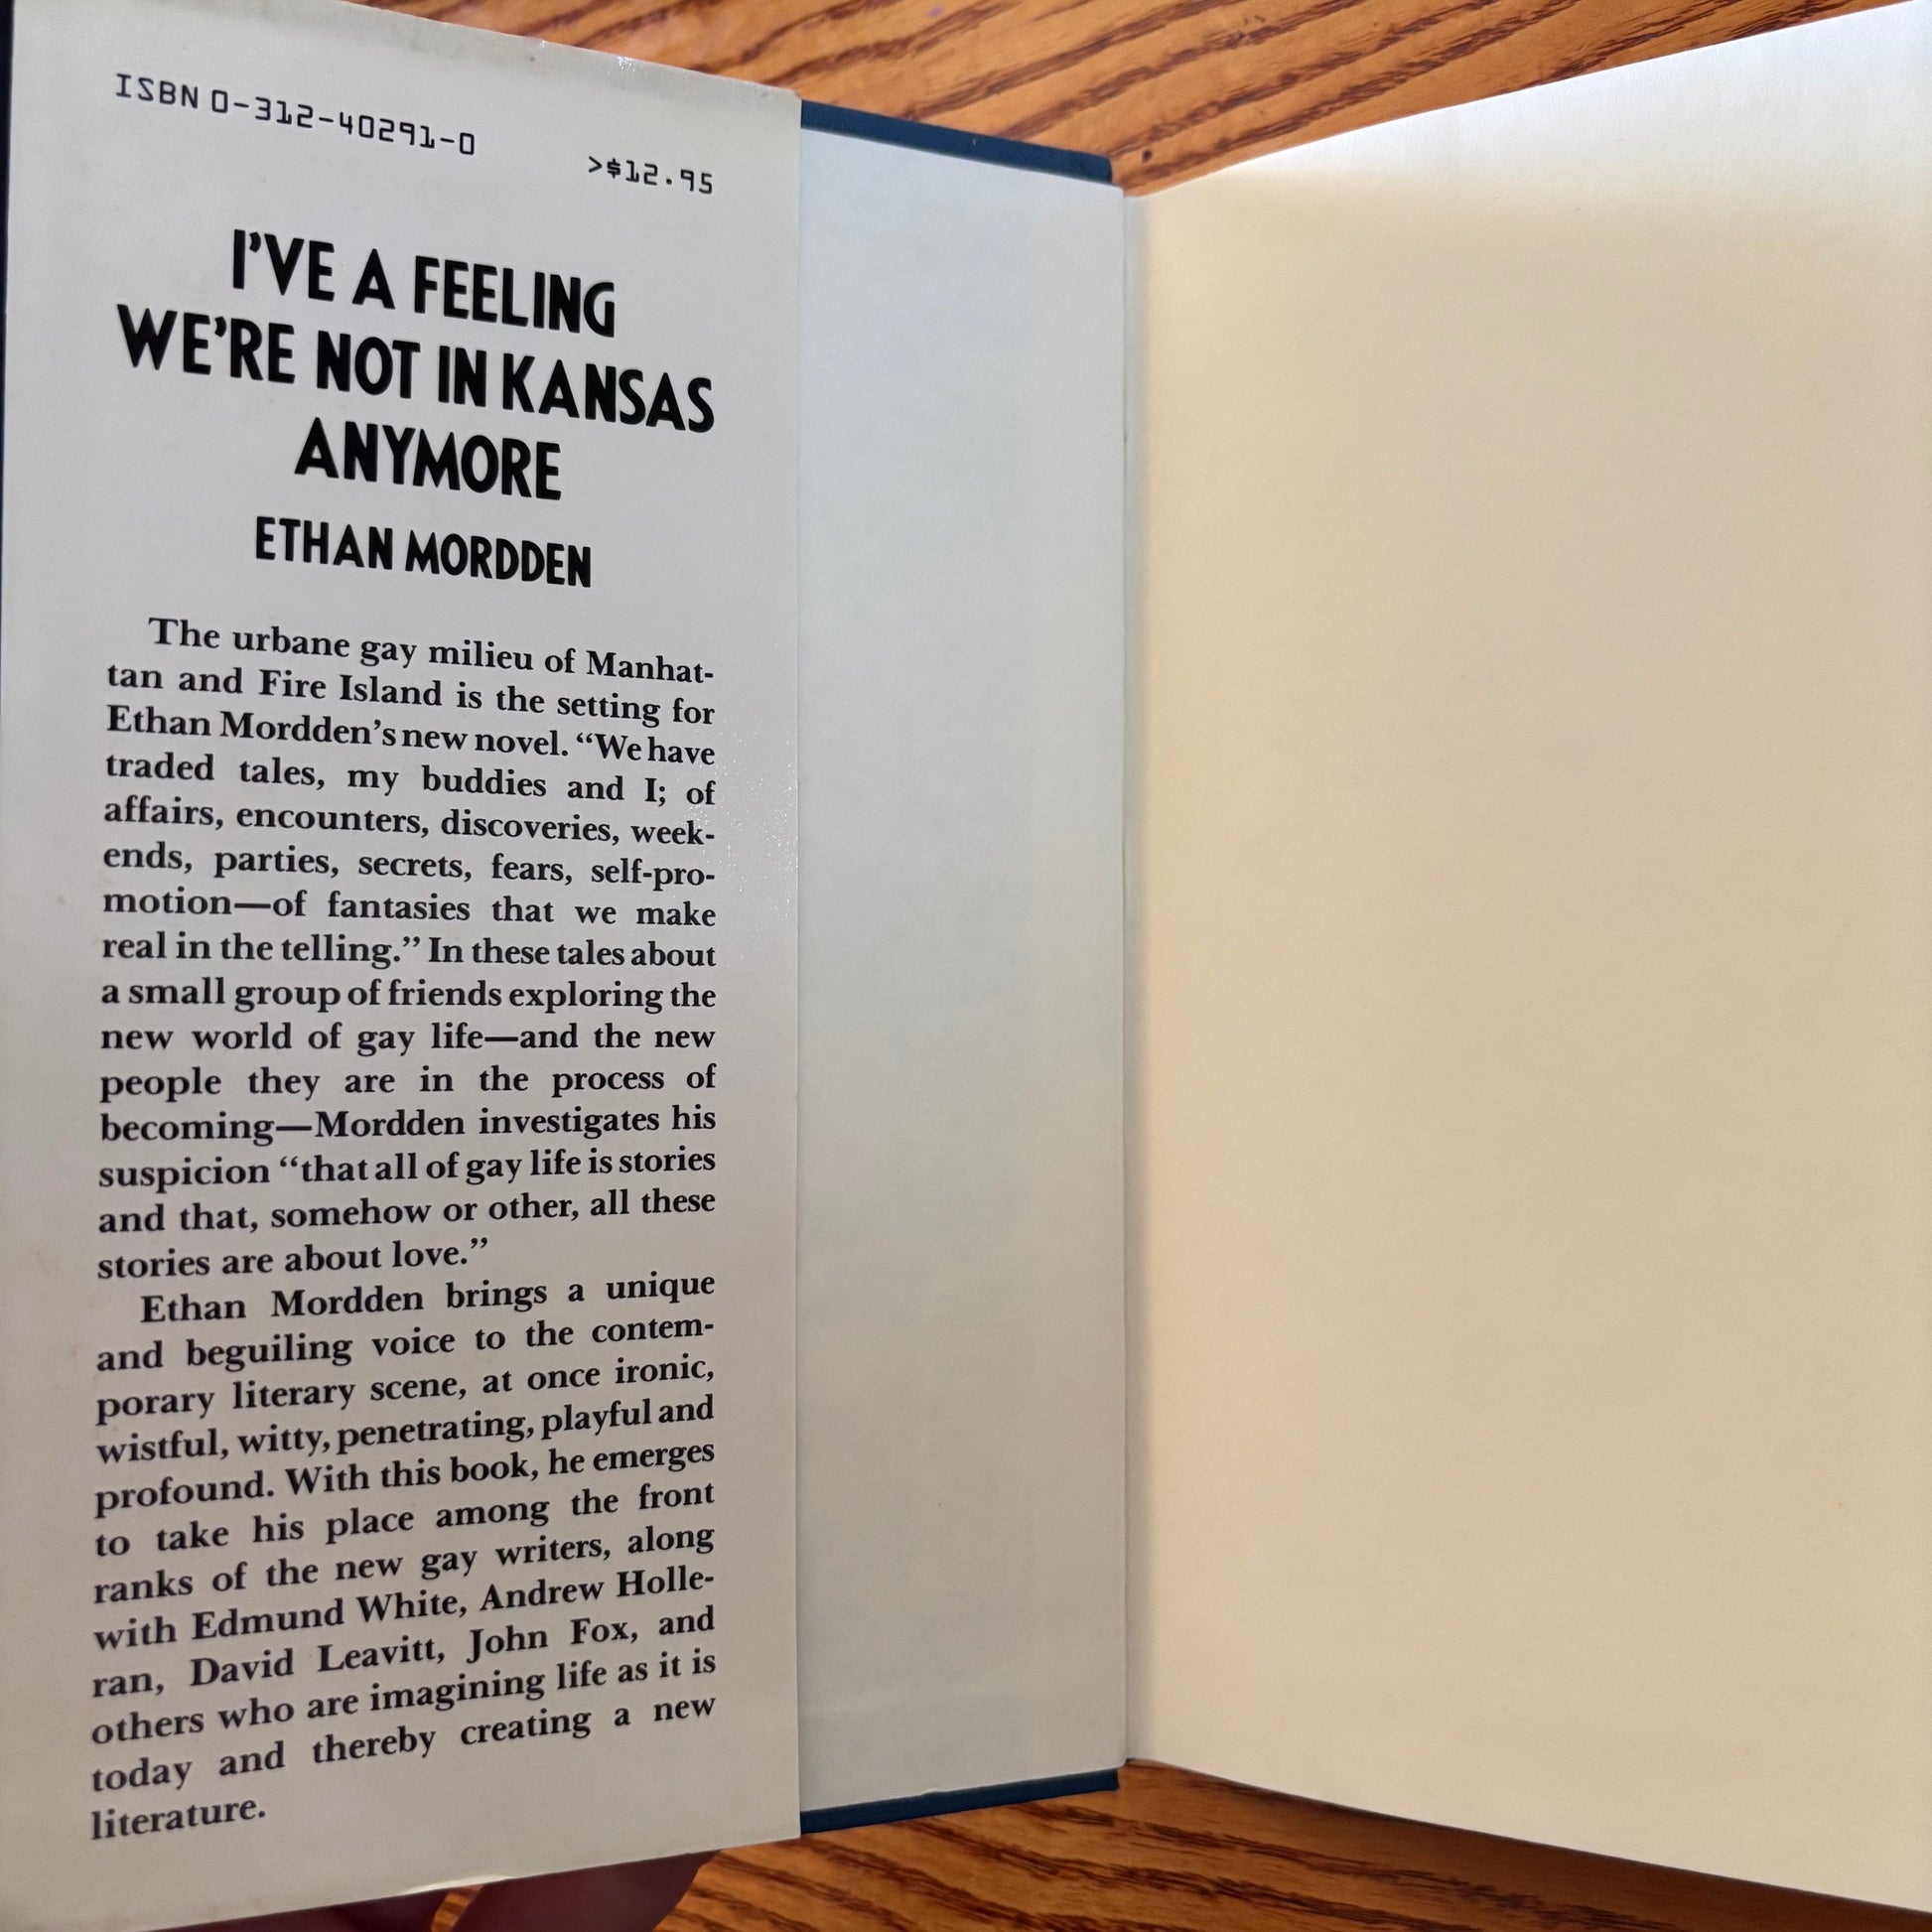 ISBN 0-312-40291-0
>$12.95
I'VE A FEELING
WE'RE NOT IN KANSAS
ANYMORE
ETHAN MORDDEN
The urbane gay milieu of Manhat-
tan and Fire Island is the setting for
Ethan Mordden's new novel. “We have
traded tales, my buddies and I; of
affairs, encounters, discoveries, week-
ends, parties, secrets, fears, self-pro-
motion—of fantasies that we make
real in the telling.” In these tales about
a small group of friends exploring the
new world of gay life—and the new
people they are in the process of
becoming—Mordden investigates his
suspicion “that all of gay life is stories
and that, somehow or other, all these
stories are about love.”
Ethan Mordden brings a unique
and beguiling voice to the contem-
porary literary scene, at once ironic,
wistful, witty, penetrating, playful and
profound. With this book, he emerges
to take his place among the front
ranks of the new gay writers, along
with Edmund White, Andrew Holle-
ran, David Leavitt, John Fox, and
others who are imagining life as it is
today and thereby creating a new
literature.